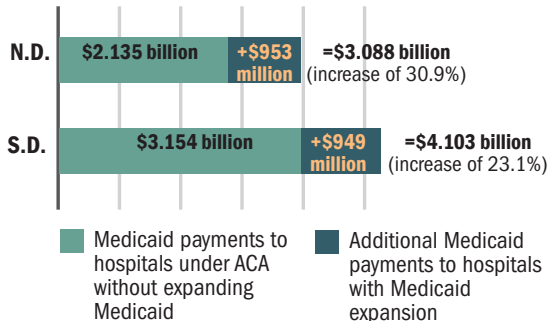 N.D.
$2.135 billion
+$953
million
=$3.088 billion
(increase of 30.9%)
S.D.
$3.154 billion
+$949
million
=$4.103 billion
(increase of 23.1%)
Medicaid payments to
hospitals under ACA
without expanding
Medicaid
Additional Medicaid
payments to hospitals
with Medicaid
expansion